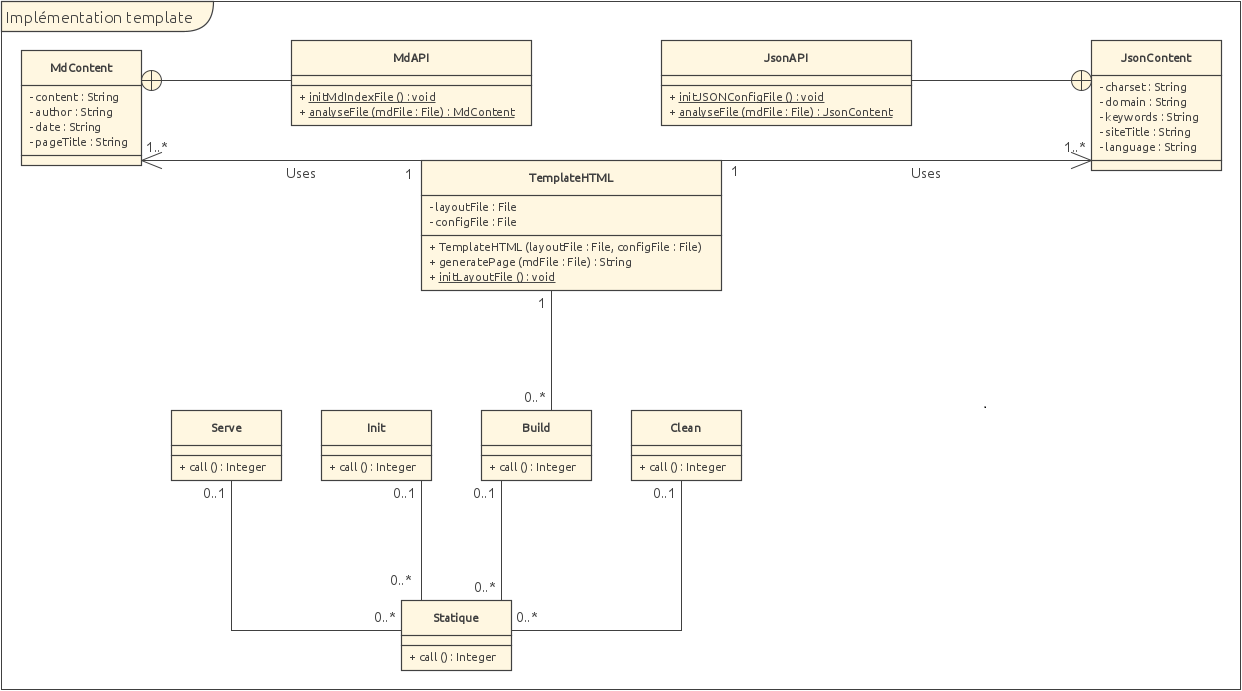 Implémentation template
MdContent
- content : String
- author : String
- date : String
- pageTitle : String
MdAPI
+ initMdIndexFile () : void
+ analyseFile (mdFile : File) : MdContent
JsonAPI
+ initJSONConfigFile () : void
+ analyseFile (mdFile : File) : JsonContent
JsonContent
- charset : String
- domain : String
- keywords : String
- siteTitle : String
- language : String
1..*
Uses
1
TemplateHTML
- layoutFile : File
- configFile : File
+ TemplateHTML (layoutFile : File, configFile : File)
+ generatePage (mdFile : File) : String
+ initLayoutFile () : void
1
Uses
1..*
1
0..*
Serve
+ call () : Integer
Init
+ call () : Integer
Build
+ call () : Integer
Clean
+ call () : Integer
0..1
0..1
0..1
0..1
0..*
0..*
0..*
0..*
Statique
+ call () : Integer